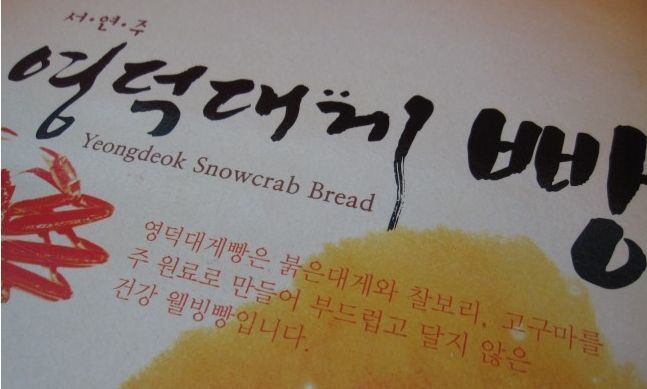 서·연·주
영덕대게빵
Yeongdeok Snowcrab Bread
영덕대게빵은 붉은대게와 찰보리, 고구마를
주 원료로 만들어 부드럽고 달지 않은
건강 웰빙빵입니다.